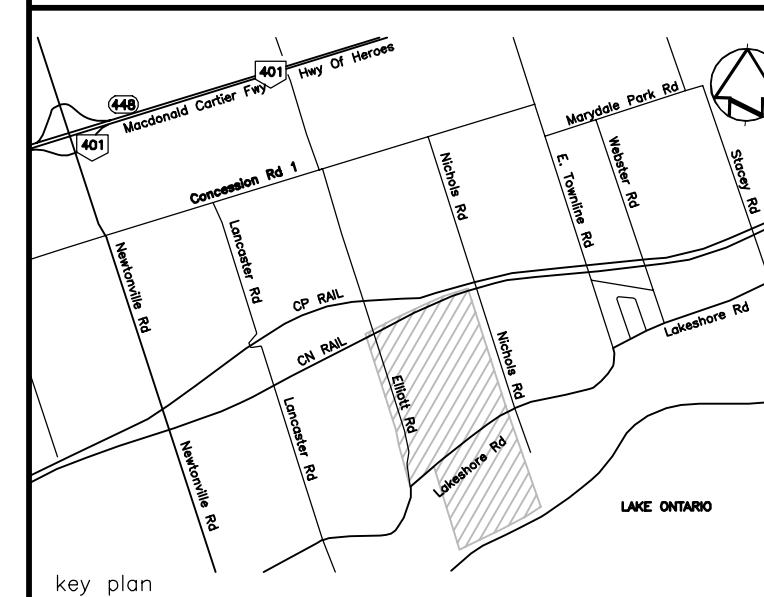 401
Hwy Of Heroes
448
Macdonald Cartier Fwy
401
Marydale Park Rd
Concession Rd 1
Nichols Rd
E. Townline Rd
Webster Rd
Stacey Rd
Newtonville Rd
Lancaster Rd
CP RAIL
CN RAIL
Lakeshore Rd
Nichols Rd
Elliott Rd
Lancaster Rd
Newtonville Rd
Lakeshore Rd
LAKE ONTARIO
key plan